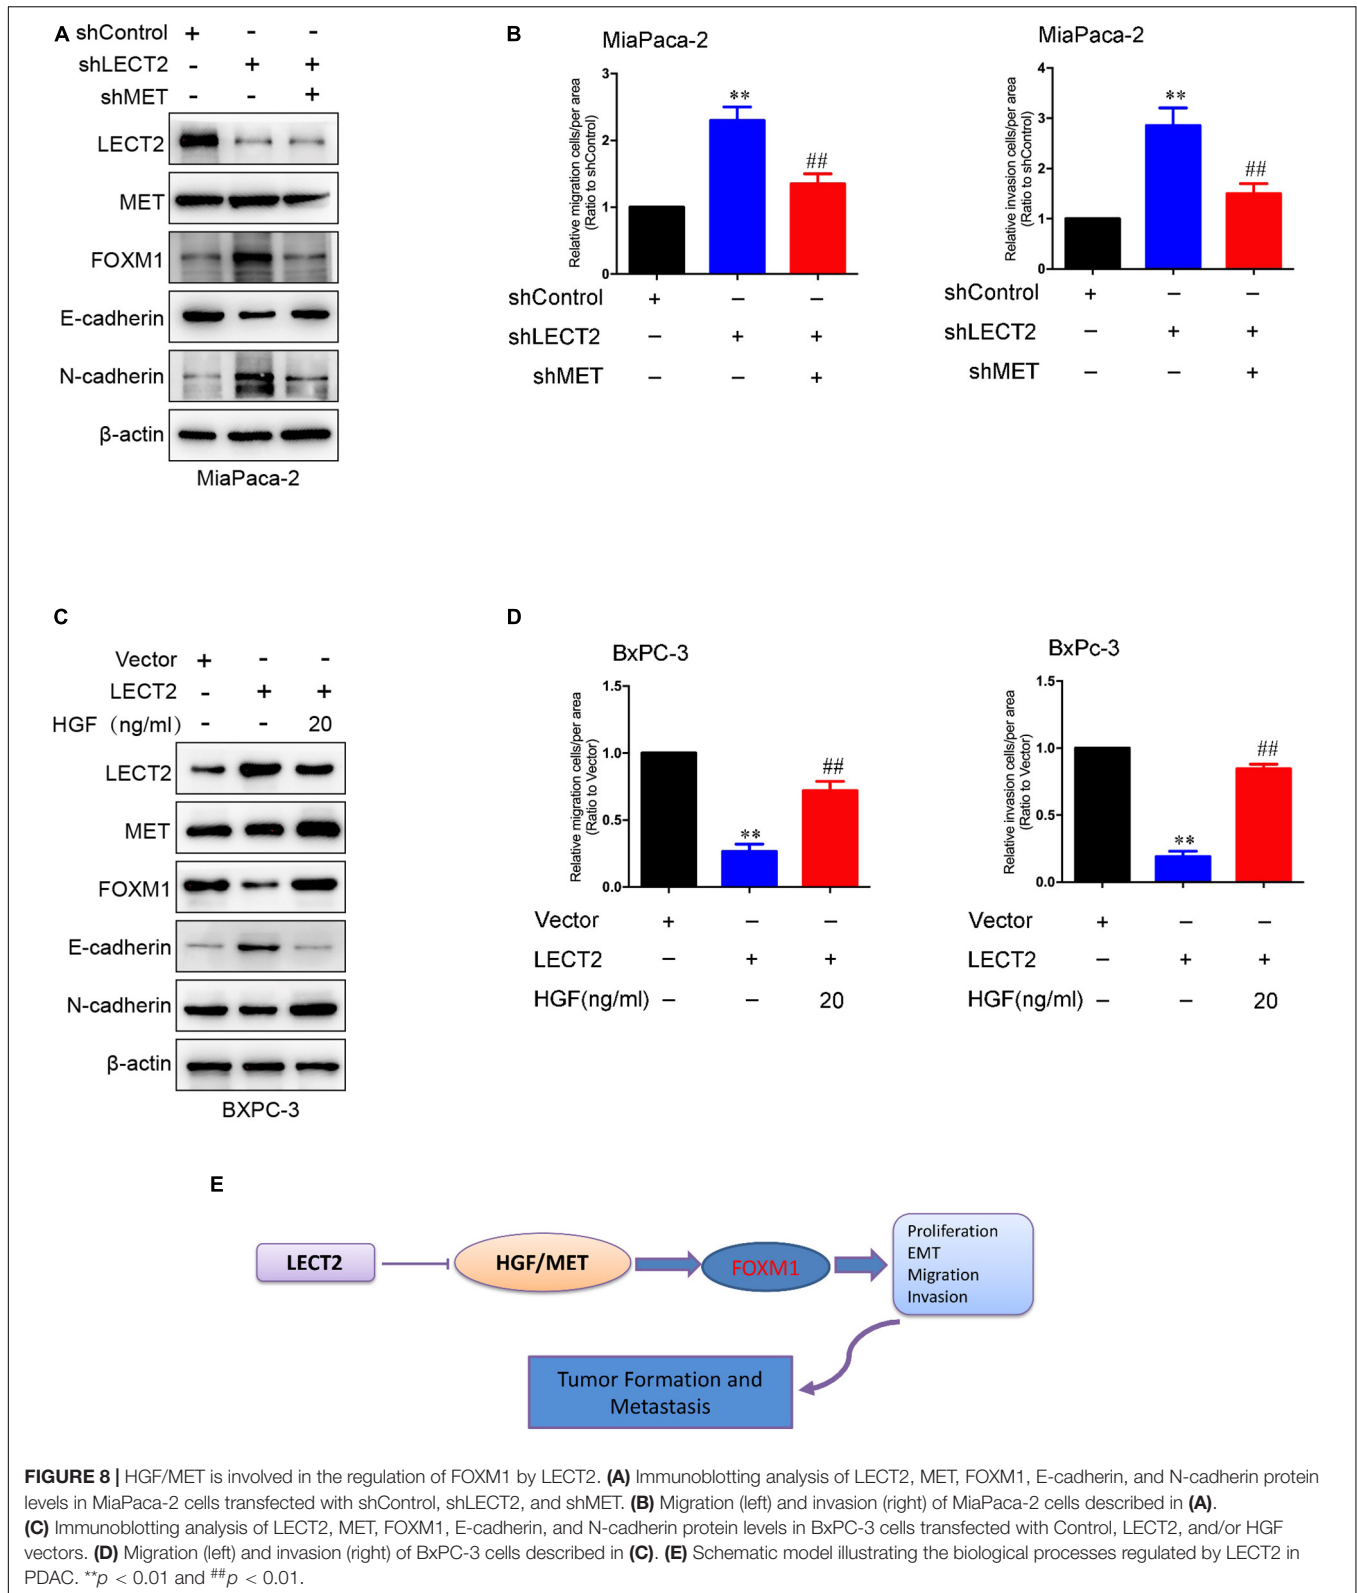 A
shControl + - -
shLECT2 - + +
shMET - - +
LECT2
MET
FOXM1
E-cadherin
N-cadherin
β-actin
MiaPaca-2
B
MiaPaca-2
Relative migration cells/per area
(Ratio to shControl)
3
2
1
0
**
##
shControl + – –
shLECT2 – + +
shMET – – +
MiaPaca-2
Relative invasion cells/per area
(Ratio to shControl)
4
3
2
1
0
**
##
shControl + – –
shLECT2 – + +
shMET – – +
C
Vector + - -
LECT2 - + +
HGF (ng/ml) - - 20
LECT2
MET
FOXM1
E-cadherin
N-cadherin
β-actin
BXPC-3
D
BxPC-3
Relative migration cells/per area
(Ratio to Vector)
1.5
1.0
0.5
0.0
**
##
Vector + – –
LECT2 – + +
HGF(ng/ml) – – 20
BxPc-3
Relative invasion cells/per area
(Ratio to Vector)
1.5
1.0
0.5
0.0
**
##
Vector + – –
LECT2 – + +
HGF(ng/ml) – – 20
E
LECT2
HGF/MET
FOXM1
Proliferation
EMT
Migration
Invasion
Tumor Formation and
Metastasis
FIGURE 8 | HGF/MET is involved in the regulation of FOXM1 by LECT2. (A) Immunoblotting analysis of LECT2, MET, FOXM1, E-cadherin, and N-cadherin protein
levels in MiaPaca-2 cells transfected with shControl, shLECT2, and shMET. (B) Migration (left) and invasion (right) of MiaPaca-2 cells described in (A).
(C) Immunoblotting analysis of LECT2, MET, FOXM1, E-cadherin, and N-cadherin protein levels in BxPC-3 cells transfected with Control, LECT2, and/or HGF
vectors. (D) Migration (left) and invasion (right) of BxPC-3 cells described in (C). (E) Schematic model illustrating the biological processes regulated by LECT2 in
PDAC. **p < 0.01 and ##p < 0.01.